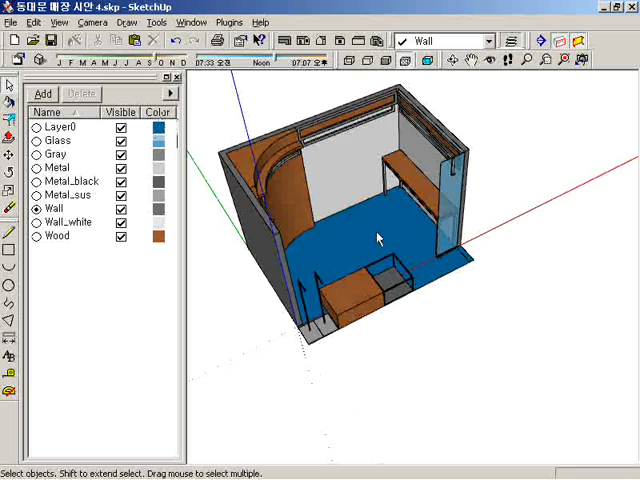 동대문 매장 시안 4.skp - SketchUp
File Edit View Camera Draw Tools Window Plugins Help
Wall
J F M A M J J A S O N D 07:33 오전 Noon 07:07 오후
Add Delete
Name Visible Color
Layer0
Glass
Gray
Metal
Metal_black
Metal_sus
Wall
Wall_white
Wood
Select objects. Shift to extend select. Drag mouse to select multiple.